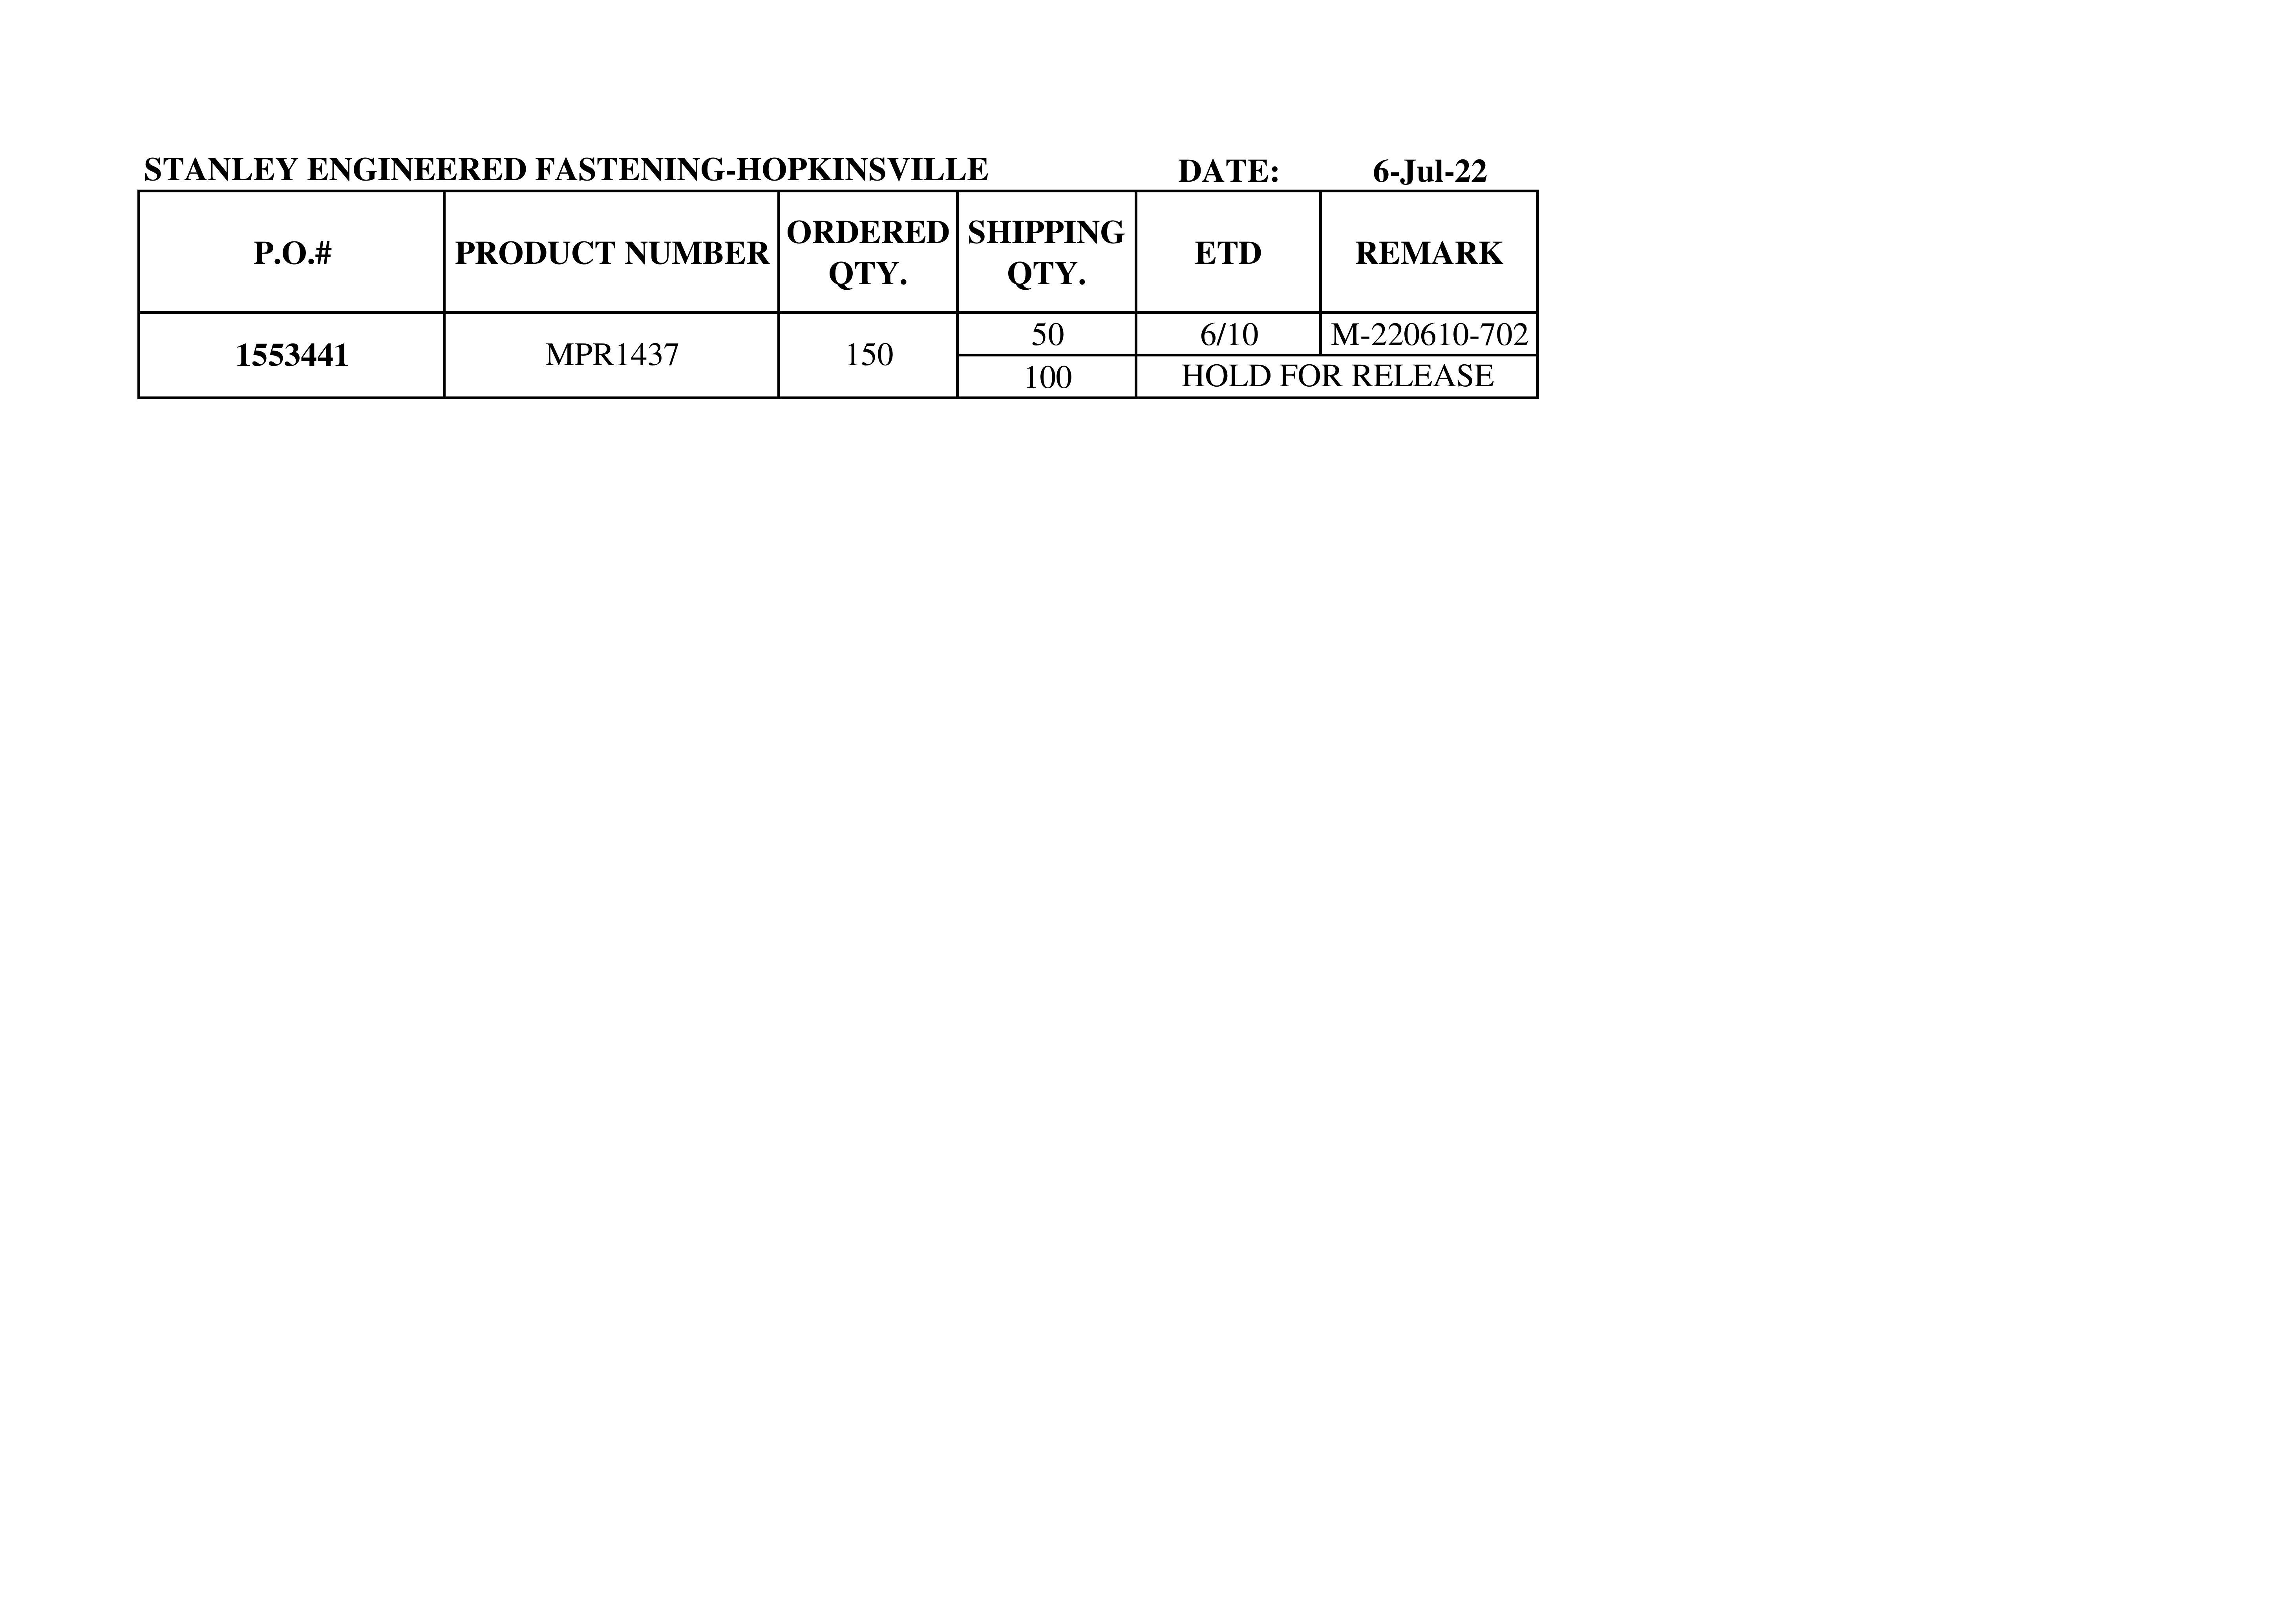 STANLEY ENGINEERED FASTENING-HOPKINSVILLE DATE: 6-Jul-22
P.O.# PRODUCT NUMBER ORDERED QTY. SHIPPING QTY. ETD REMARK
1553441 MPR1437 150 50 6/10 M-220610-702
100 HOLD FOR RELEASE